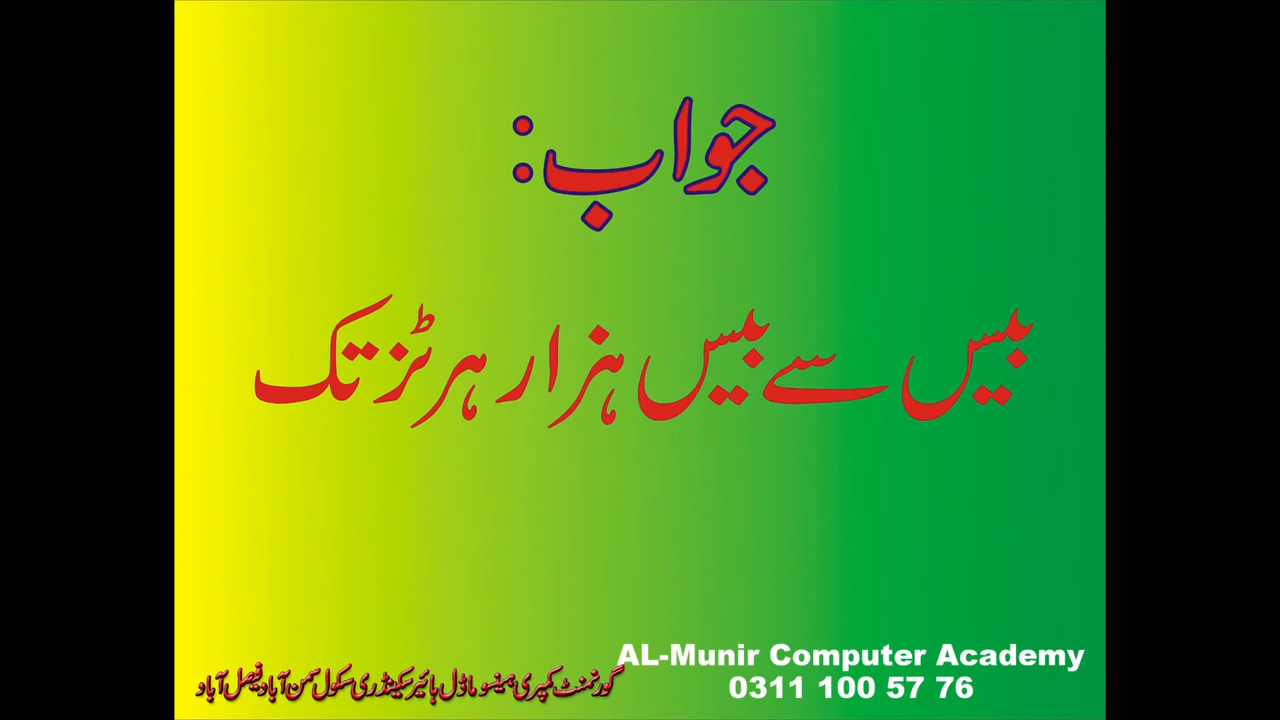 جواب:
بیس سے بیس ہزار ہرٹز تک
AL-Munir Computer Academy
0311 100 57 76
گورنمنٹ کمپری ہینسو ماڈل ہائیر سکینڈری سکول سمن آباد فیصل آباد